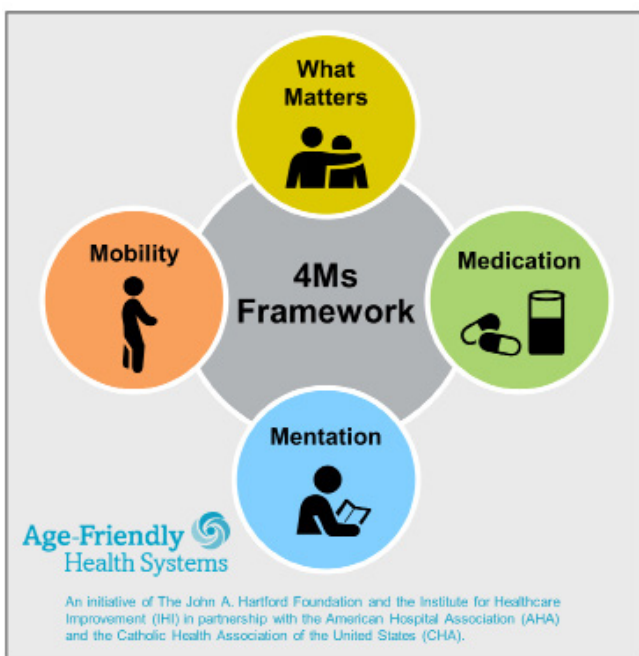 What
Matters
Mobility
4Ms
Framework
Medication
Mentation
Age-Friendly
Health Systems
An initiative of The John A. Hartford Foundation and the Institute for Healthcare
Improvement (IHI) in partnership with the American Hospital Association (AHA)
and the Catholic Health Association of the United States (CHA).